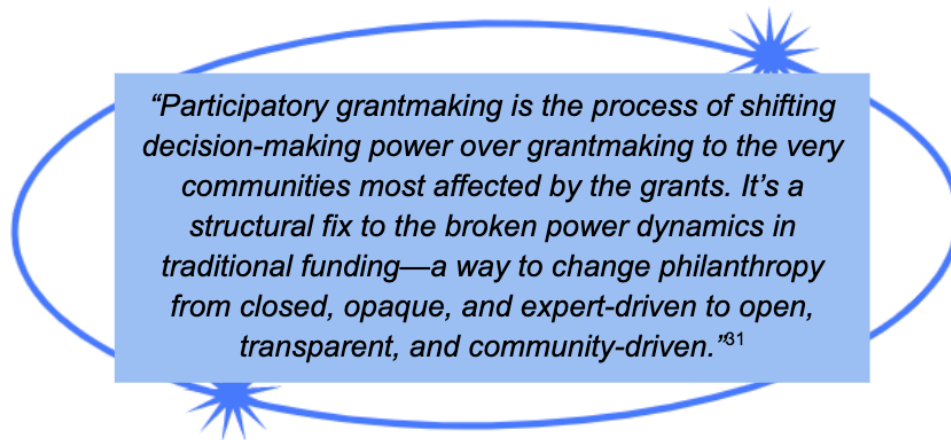 “Participatory grantmaking is the process of shifting
decision-making power over grantmaking to the very
communities most affected by the grants. It’s a
structural fix to the broken power dynamics in
traditional funding—a way to change philanthropy
from closed, opaque, and expert-driven to open,
transparent, and community-driven.”31